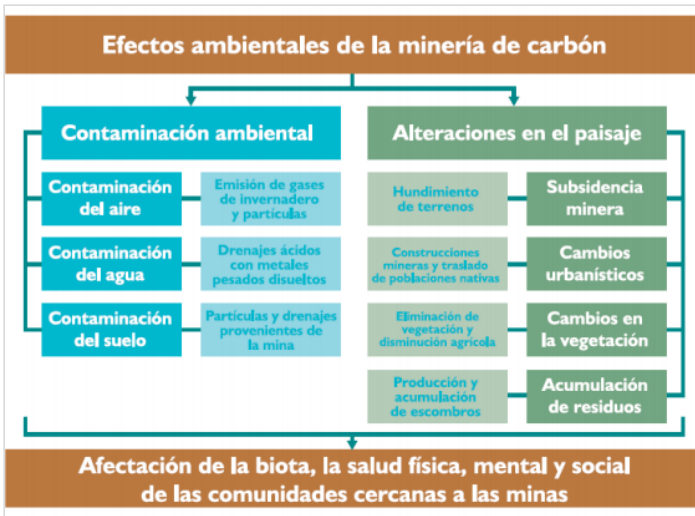 Efectos ambientales de la minería de carbón
Contaminación ambiental
Contaminación
del aire
Emisión de gases
de invernadero
y partículas
Contaminación
del agua
Drenajes ácidos
con metales
pesados disueltos
Contaminación
del suelo
Partículas y drenajes
provenientes de
la mina
Alteraciones en el paisaje
Hundimiento
de terrenos
Subsidencia
minera
Construcciones
mineras y traslado
de poblaciones nativas
Cambios
urbanísticos
Eliminación de
vegetación y
disminución agrícola
Cambios en
la vegetación
Producción y
acumulación
de escombros
Acumulación
de residuos
Afectación de la biota, la salud física, mental y social
de las comunidades cercanas a las minas